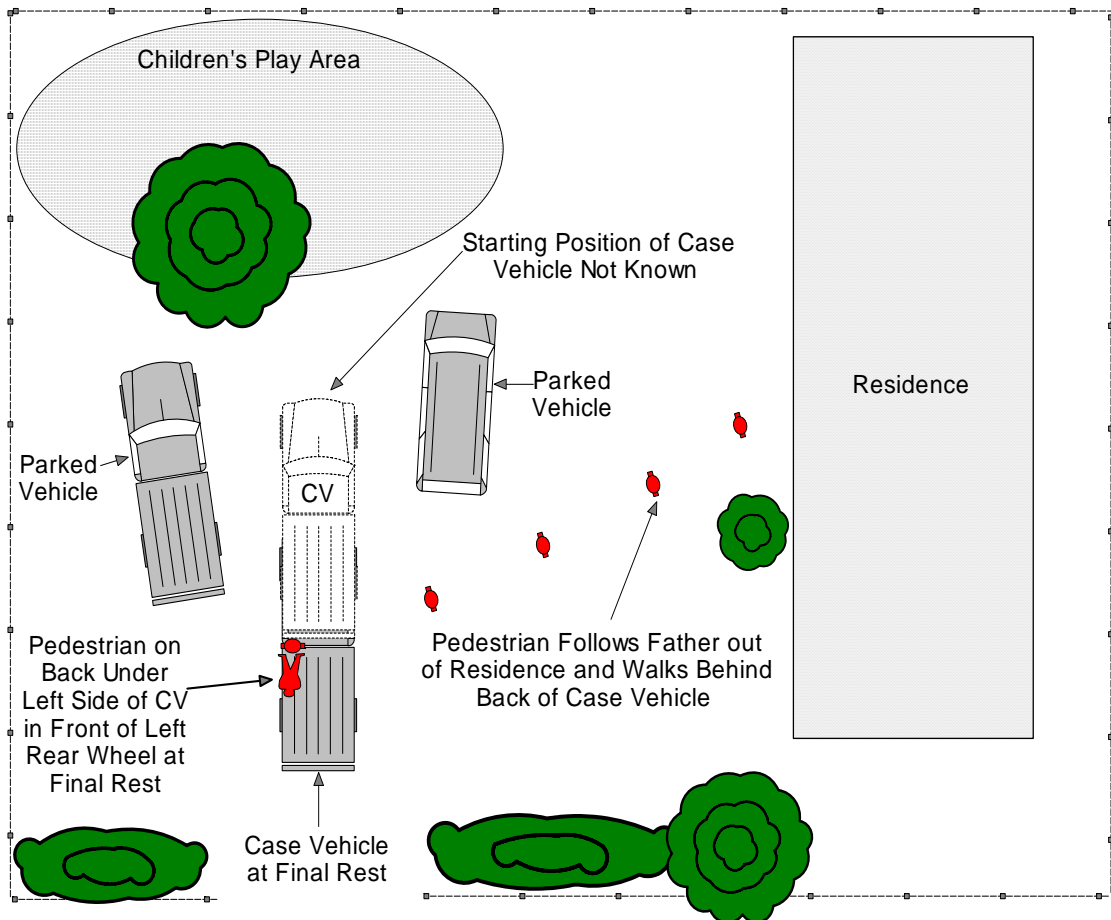 Children's Play Area
Starting Position of Case
Vehicle Not Known
Parked
Vehicle
Residence
Parked
Vehicle
CV
Pedestrian on
Back Under
Left Side of CV
in Front of Left
Rear Wheel at
Final Rest
Pedestrian Follows Father out
of Residence and Walks Behind
Back of Case Vehicle
Case Vehicle
at Final Rest